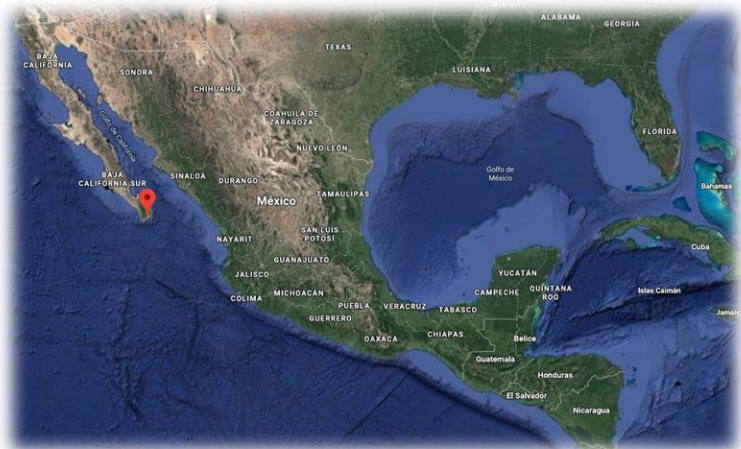 ALABAMA
GEORGIA
TEXAS
BAJA
CALIFORNIA
SONORA
LUISIANA
CHIHUAHUA
COAHUILA DE
ZARAGOZA
Golfo de California
FLORIDA
NUEVO LEÓN
Golfo de
México
BAJA
CALIFORNIA SUR
SINALOA
DURANGO
TAMAULIPAS
Bahamas
México
SAN LUIS
POTOSÍ
NAYARIT
Cuba
GUANAJUATO
YUCATÁN
JALISCO
CAMPECHE
QUINTANA
ROO
Islas Caimán
COLIMA
MICHOACÁN
PUEBLA
VERACRUZ
TABASCO
GUERRERO
OAXACA
CHIAPAS
Belice
Guatemala
Honduras
El Salvador
Nicaragua